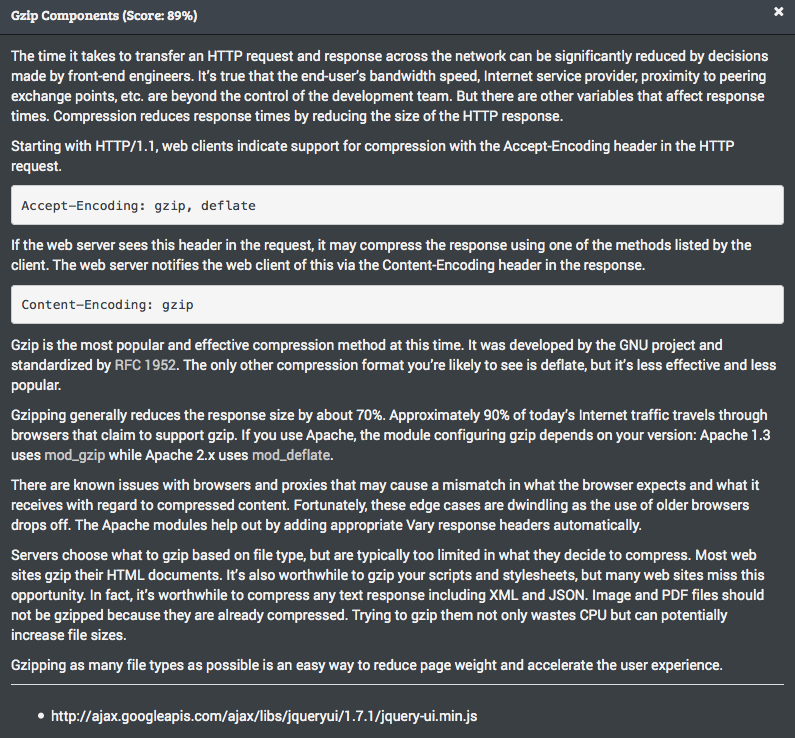 Gzip Components (Score: 89%)
×
The time it takes to transfer an HTTP request and response across the network can be significantly reduced by decisions
made by front-end engineers. It's true that the end-user's bandwidth speed, Internet service provider, proximity to peering
exchange points, etc. are beyond the control of the development team. But there are other variables that affect response
times. Compression reduces response times by reducing the size of the HTTP response.
Starting with HTTP/1.1, web clients indicate support for compression with the Accept-Encoding header in the HTTP
request.
Accept-Encoding: gzip, deflate
If the web server sees this header in the request, it may compress the response using one of the methods listed by the
client. The web server notifies the web client of this via the Content-Encoding header in the response.
Content-Encoding: gzip
Gzip is the most popular and effective compression method at this time. It was developed by the GNU project and
standardized by RFC 1952. The only other compression format you're likely to see is deflate, but it's less effective and less
popular.
Gzipping generally reduces the response size by about 70%. Approximately 90% of today's Internet traffic travels through
browsers that claim to support gzip. If you use Apache, the module configuring gzip depends on your version: Apache 1.3
uses mod_gzip while Apache 2.x uses mod_deflate.
There are known issues with browsers and proxies that may cause a mismatch in what the browser expects and what it
receives with regard to compressed content. Fortunately, these edge cases are dwindling as the use of older browsers
drops off. The Apache modules help out by adding appropriate Vary response headers automatically.
Servers choose what to gzip based on file type, but are typically too limited in what they decide to compress. Most web
sites gzip their HTML documents. It's also worthwhile to gzip your scripts and stylesheets, but many web sites miss this
opportunity. In fact, it's worthwhile to compress any text response including XML and JSON. Image and PDF files should
not be gzipped because they are already compressed. Trying to gzip them not only wastes CPU but can potentially
increase file sizes.
Gzipping as many file types as possible is an easy way to reduce page weight and accelerate the user experience.
• http://ajax.googleapis.com/ajax/libs/jqueryui/1.7.1/jquery-ui.min.js